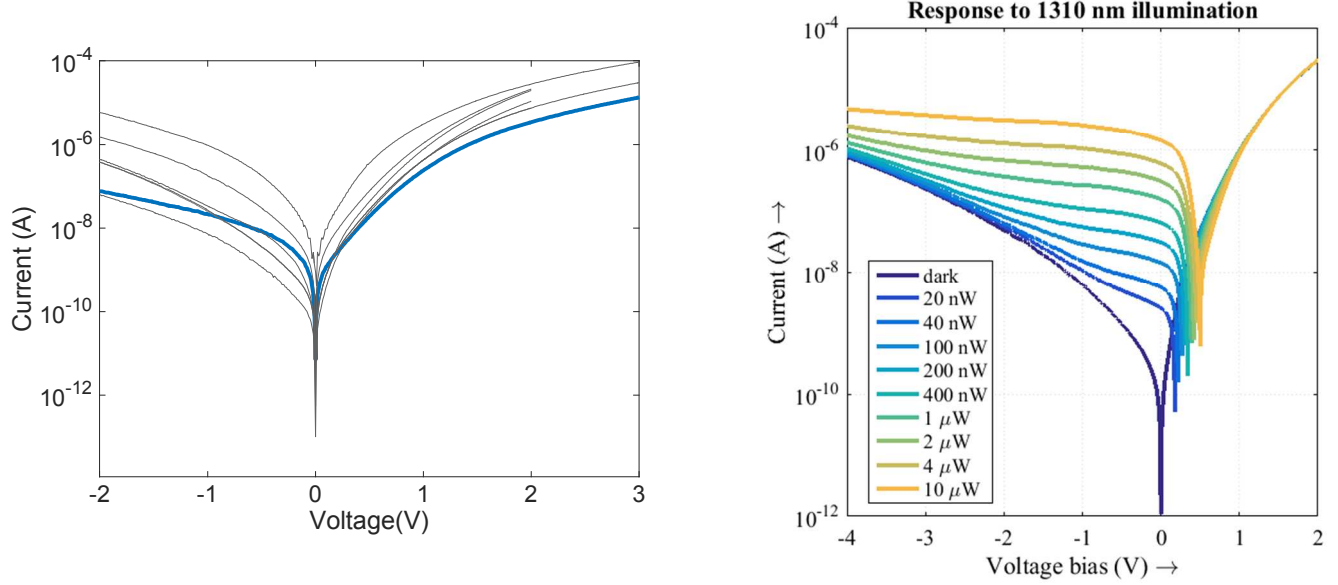 10^-4
10^-6
10^-8
10^-10
10^-12
Current (A)
-2
-1
0
1
2
3
Voltage(V)
Response to 1310 nm illumination
10^-4
10^-6
10^-8
10^-10
10^-12
Current (A) →
dark
20 nW
40 nW
100 nW
200 nW
400 nW
1 μW
2 μW
4 μW
10 μW
-4
-3
-2
-1
0
1
2
Voltage bias (V) →